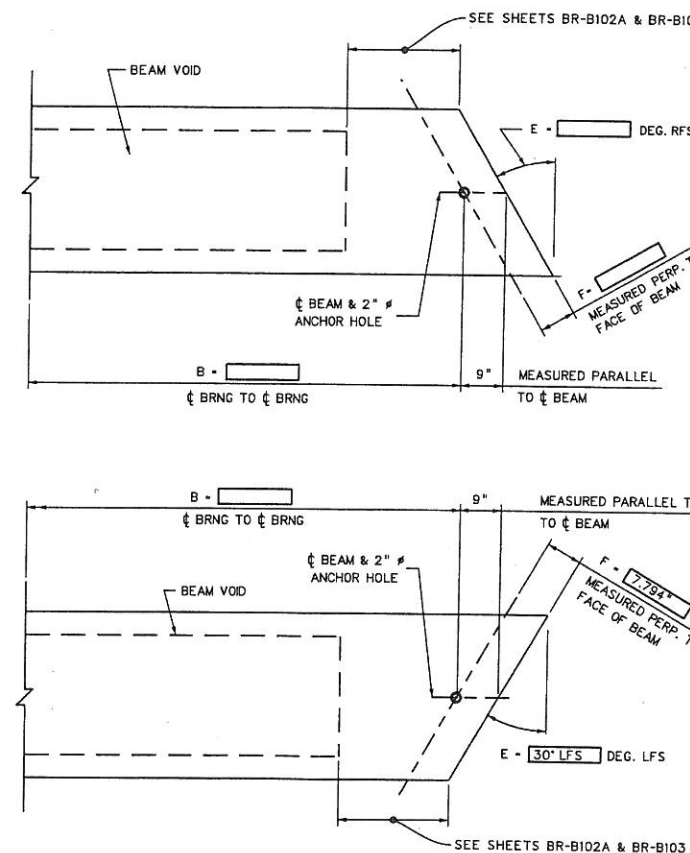 SEE SHEETS BR-B102A & BR-B10
BEAM VOID
E - DEG. RFS
F-
MEASURED PERP. T
FACE OF BEAM
℄ BEAM & 2" ø
ANCHOR HOLE
B -
9" MEASURED PARALLEL
℄ BRNG TO ℄ BRNG
TO ℄ BEAM
B -
9" MEASURED PARALLEL T
℄ BRNG TO ℄ BRNG
TO ℄ BEAM
℄ BEAM & 2" ø
ANCHOR HOLE
F - 7.794"
MEASURED PERP. T
FACE OF BEAM
BEAM VOID
E - 30° LFS DEG. LFS
SEE SHEETS BR-B102A & BR-B103